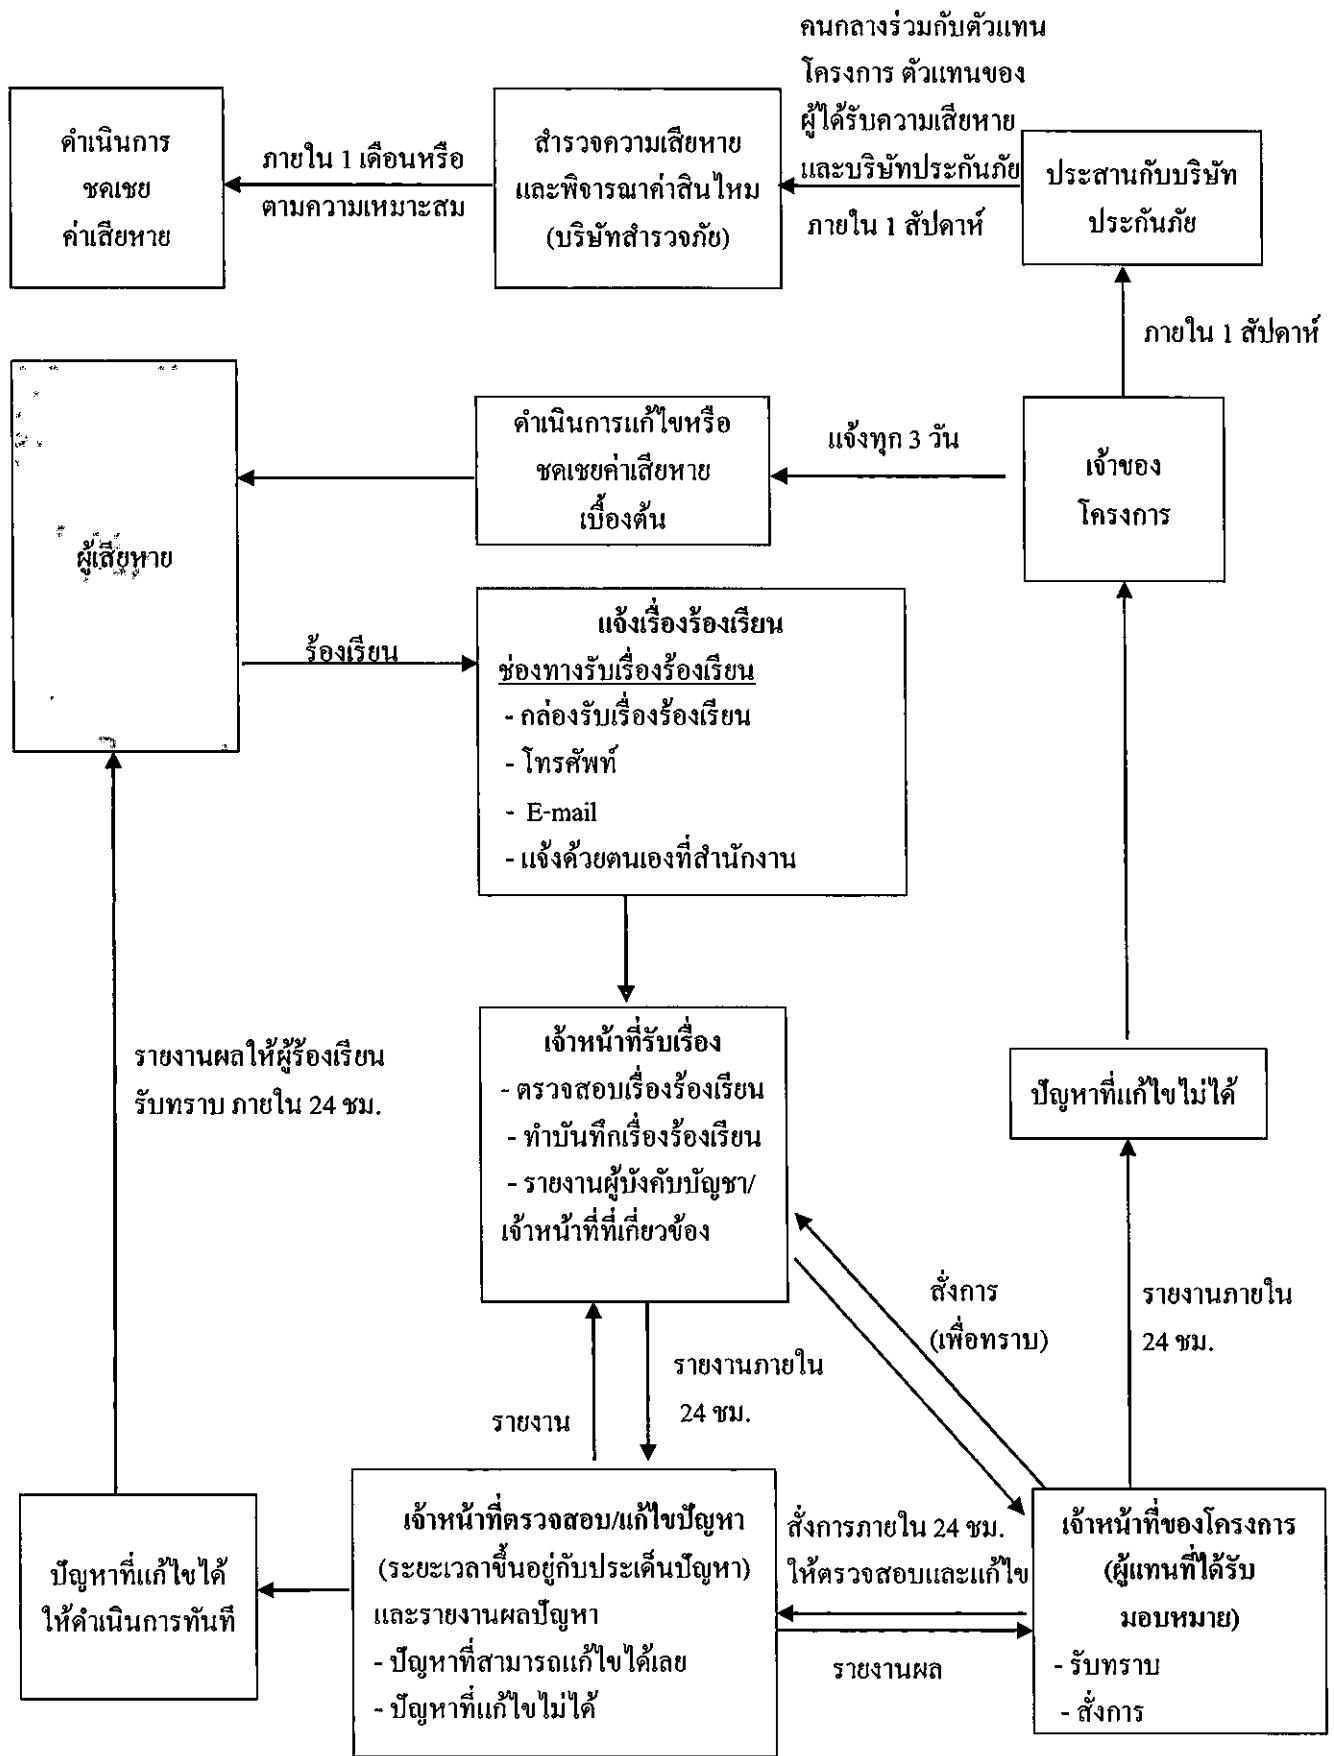 คนกลางร่วมกับตัวแทน
โครงการ ตัวแทนของ
ผู้ได้รับความเสียหาย
และบริษัทประกันภัย
ภายใน 1 สัปดาห์
ดำเนินการ
ชดเชย
ค่าเสียหาย
ภายใน 1 เดือนหรือ
ตามความเหมาะสม
สำรวจความเสียหาย
และพิจารณาค่าสินไหม
(บริษัทสำรวจภัย)
ประสานกับบริษัท
ประกันภัย
ภายใน 1 สัปดาห์
ผู้เสียหาย
ดำเนินการแก้ไขหรือ
ชดเชยค่าเสียหาย
เบื้องต้น
แจ้งทุก 3 วัน
เจ้าของ
โครงการ
ร้องเรียน
แจ้งเรื่องร้องเรียน
ช่องทางรับเรื่องร้องเรียน
- กล่องรับเรื่องร้องเรียน
- โทรศัพท์
- E-mail
- แจ้งด้วยตนเองที่สำนักงาน
รายงานผลให้ผู้ร้องเรียน
รับทราบ ภายใน 24 ชม.
เจ้าหน้าที่รับเรื่อง
- ตรวจสอบเรื่องร้องเรียน
- ทำบันทึกเรื่องร้องเรียน
- รายงานผู้บังคับบัญชา/
เจ้าหน้าที่ที่เกี่ยวข้อง
ปัญหาที่แก้ไขไม่ได้
สั่งการ
(เพื่อทราบ)
รายงานภายใน
24 ชม.
รายงาน
รายงานภายใน
24 ชม.
ปัญหาที่แก้ไขได้
ให้ดำเนินการทันที
เจ้าหน้าที่ตรวจสอบ/แก้ไขปัญหา
(ระยะเวลาขึ้นอยู่กับประเด็นปัญหา)
และรายงานผลปัญหา
- ปัญหาที่สามารถแก้ไขได้เลย
- ปัญหาที่แก้ไขไม่ได้
สั่งการภายใน 24 ชม.
ให้ตรวจสอบและแก้ไข
รายงานผล
เจ้าหน้าที่ของโครงการ
(ผู้แทนที่ได้รับ
มอบหมาย)
- รับทราบ
- สั่งการ